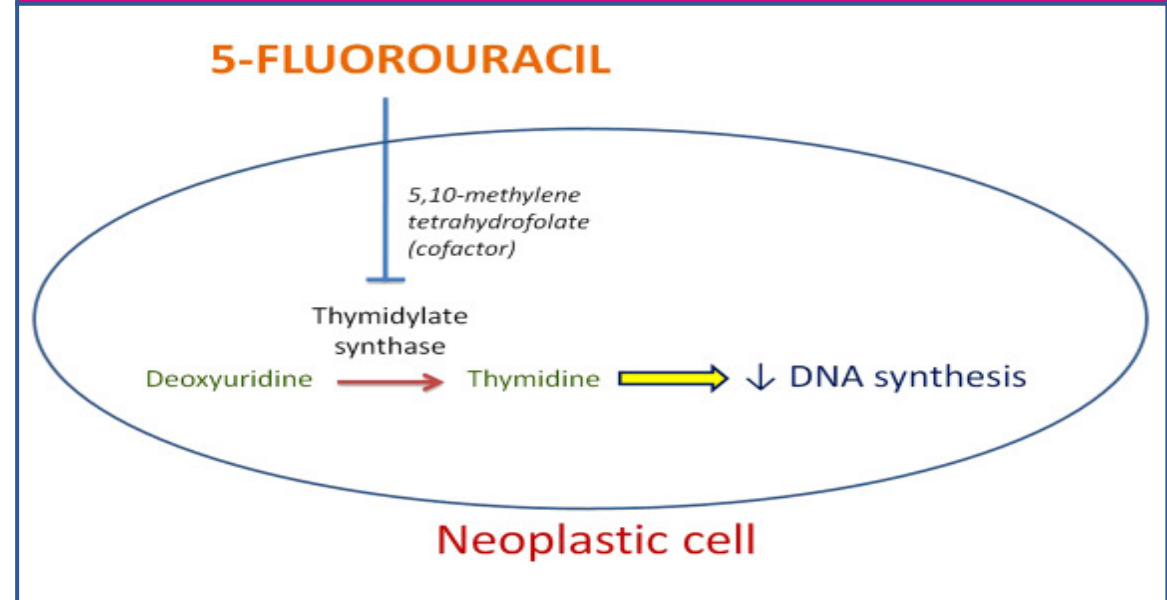 5-FLUOROURACIL
5,10-methylene
tetrahydrofolate
(cofactor)
Thymidylate
synthase
Deoxyuridine Thymidine ↓ DNA synthesis
Neoplastic cell